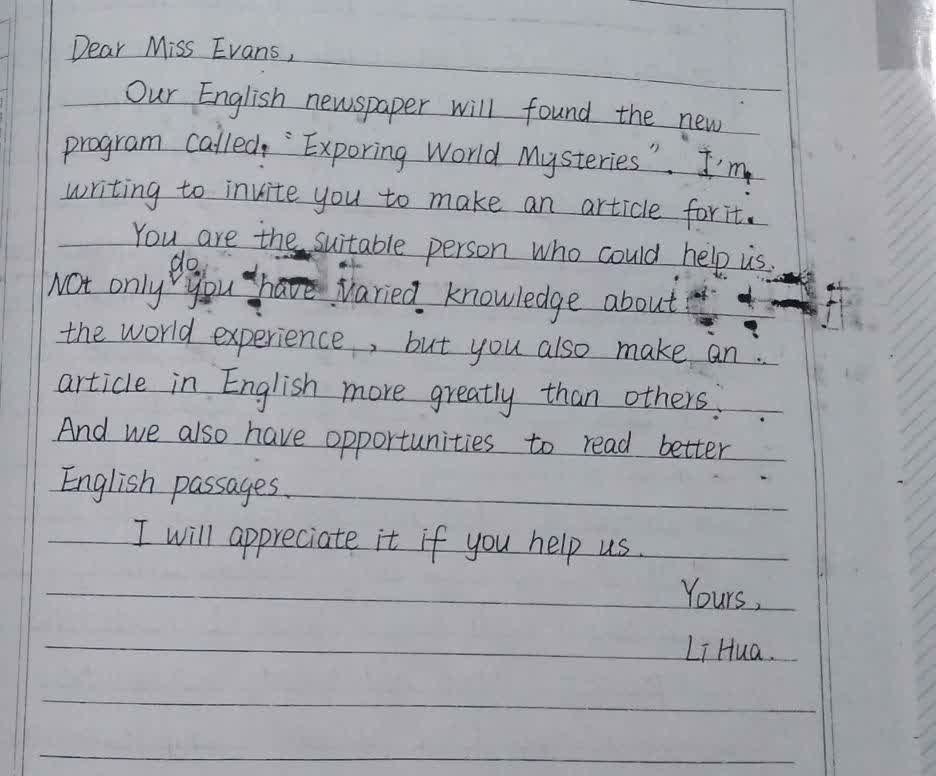 Dear Miss Evans,
Our English newspaper will found the new
program called: "Exporing World Mysteries". I'm
writing to invite you to make an article for it.
You are the suitable person who could help us.
Not only do you have varied knowledge about
the world experience, but you also make an
article in English more greatly than others.
And we also have opportunities to read better
English passages.
I will appreciate it if you help us.
Yours,
Li Hua.